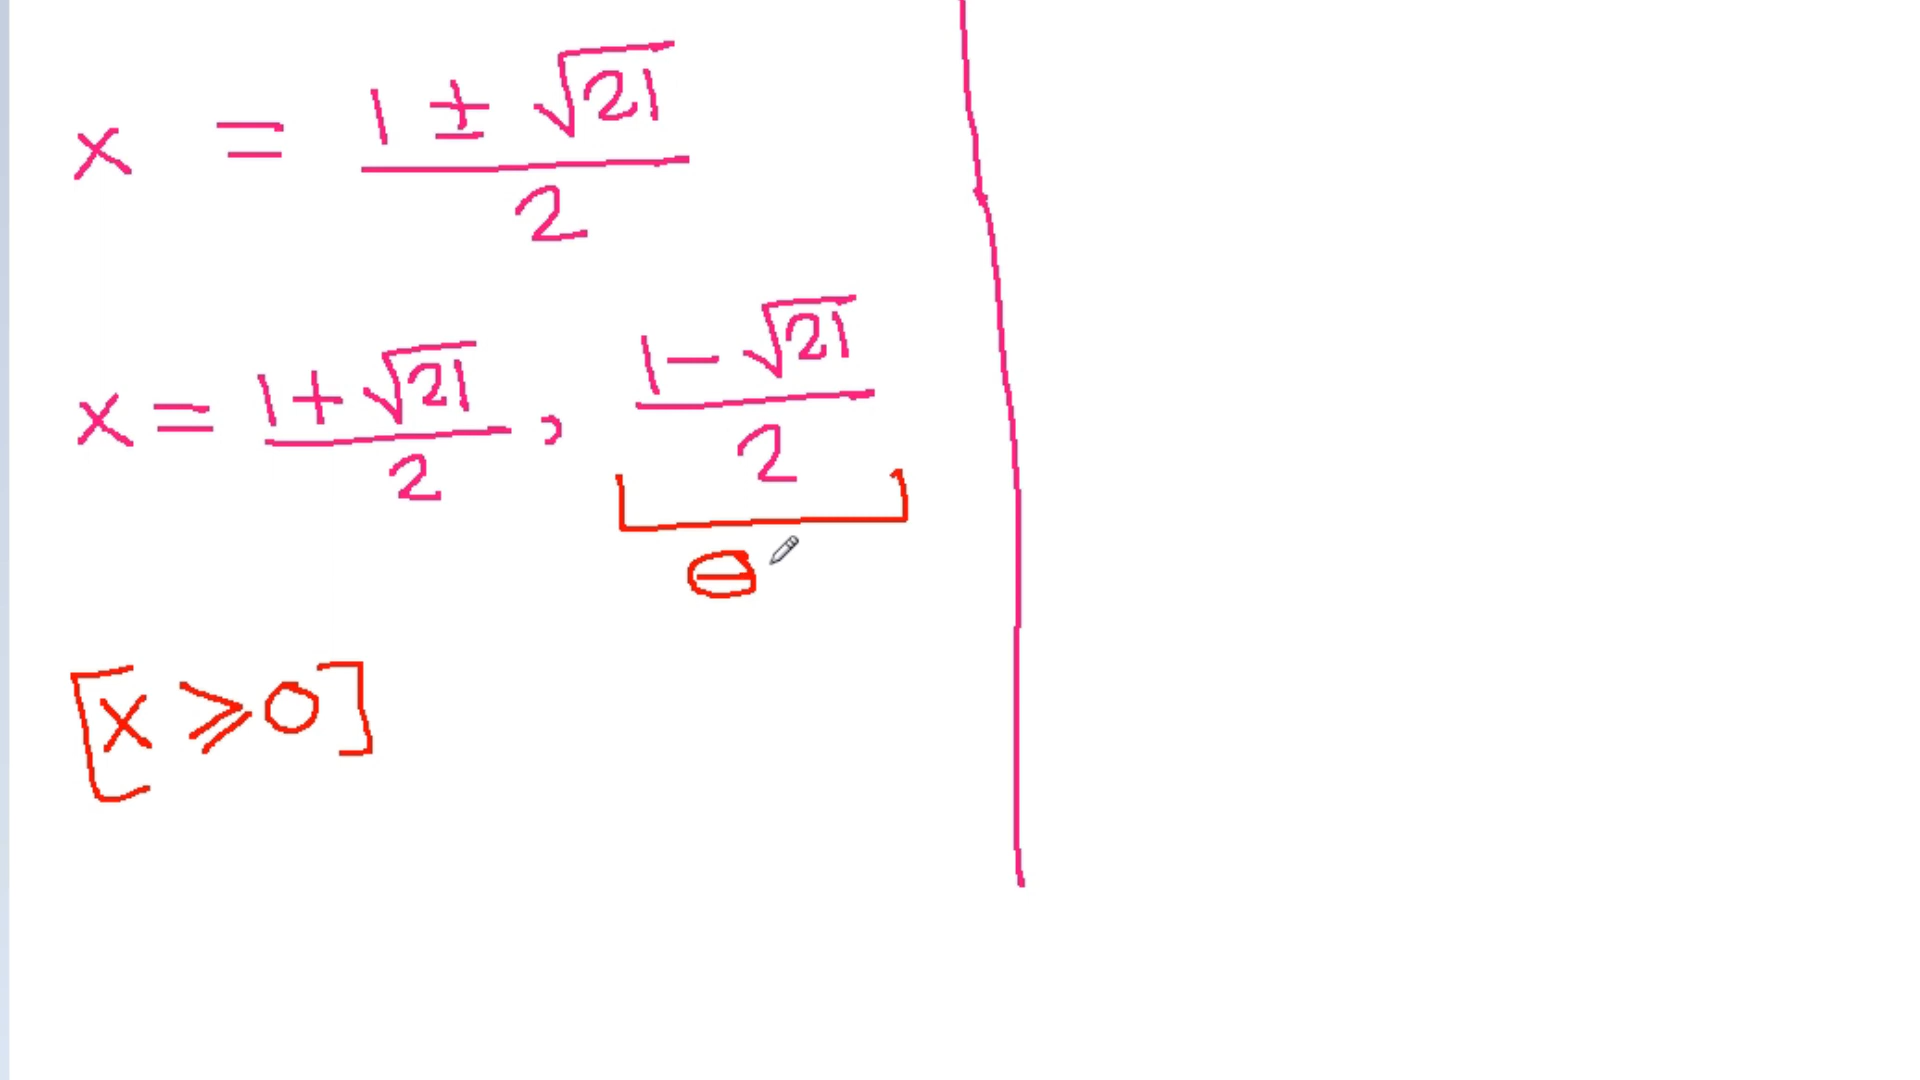 x = (1 ± √21) / 2
x = (1 + √21) / 2 , (1 - √21) / 2
⊖
[x ⩾ 0]